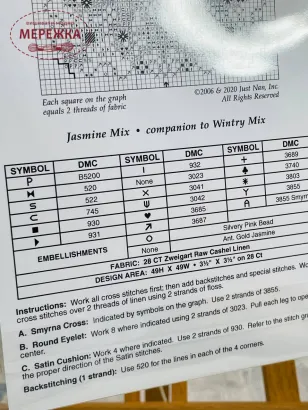 ВИШИВАЛЬНИЙ
МЕРЕЖКА
Each square on the graph
equals 2 threads of fabric
©2006 & 2020 Just Nan, Inc.
All Rights Reserved
Jasmine Mix • companion to Wintry Mix
SYMBOL DMC SYMBOL DMC SYMBOL DMC
P B5200 I 932 + 3689
520 None 3023 ♣ 3740
S 522 X 3041 3803
C 745 Ψ 3042 Y 3855
■ 930 ♥ 3685 A 3855 Smyrn
931 3687
EMBELLISHMENTS ↗ Silvery Pink Bead
O Ant. Gold Jasmine
FABRIC: 28 CT Zweigart Raw Cashel Linen
DESIGN AREA: 49H X 49W • 3½" X 3½" on 28 Ct
Instructions: Work all cross stitches first; then add backstitches and special stitches. Wo
cross stitches over 2 threads of linen using 2 strands of floss.
A. Smyrna Cross: Indicated by symbols on the graph. Use 2 strands of 3855.
B. Round Eyelet: Work 8 where indicated using 2 strands of 3023. Pull each leg to ope
center.
C. Satin Cushion: Work 4 where indicated. Use 2 strands of 930. Refer to the stitch gr
the proper direction of the Satin stitches.
Backstitching (1 strand): Use 520 for the lines in each of the 4 corners.